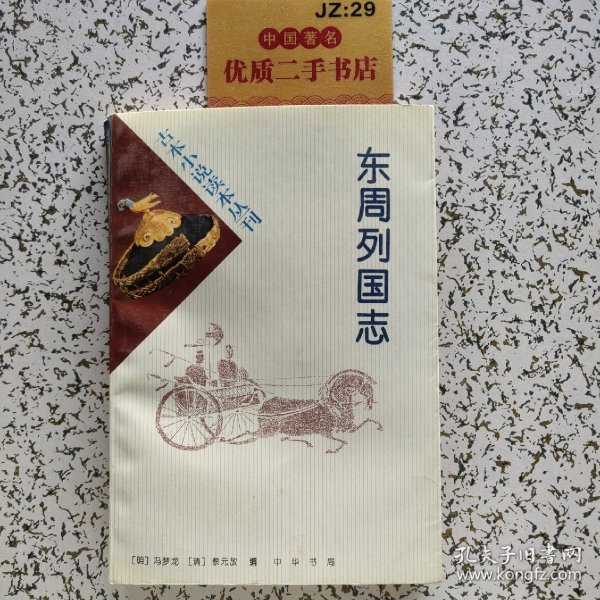 JZ:29
中国著名
优质二手书店
古本小说读本丛刊
东周列国志
［明］冯梦龙 ［清］蔡元放 编 中华书局
孔夫子旧书网
www.kongfz.com